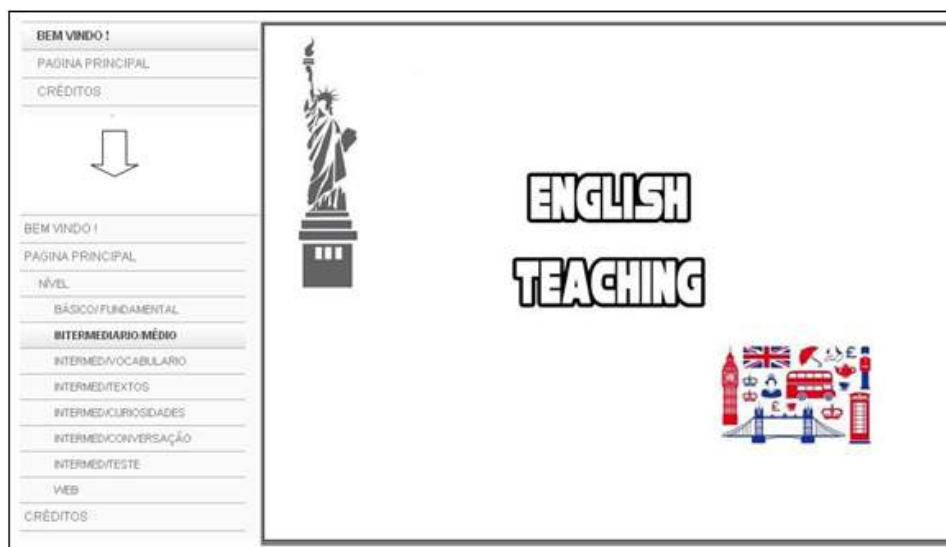 BEM VINDO !
PAGINA PRINCIPAL
CRÉDITOS
BEM VINDO !
PAGINA PRINCIPAL
NÍVEL
BÁSICO/ FUNDAMENTAL
INTERMEDIARIO/MÉDIO
INTERMED/VOCABULARIO
INTERMED/TEXTOS
INTERMED/CURIOSIDADES
INTERMED/CONVERSAÇÃO
INTERMED/TESTE
WEB
CRÉDITOS
ENGLISH
TEACHING
£
£